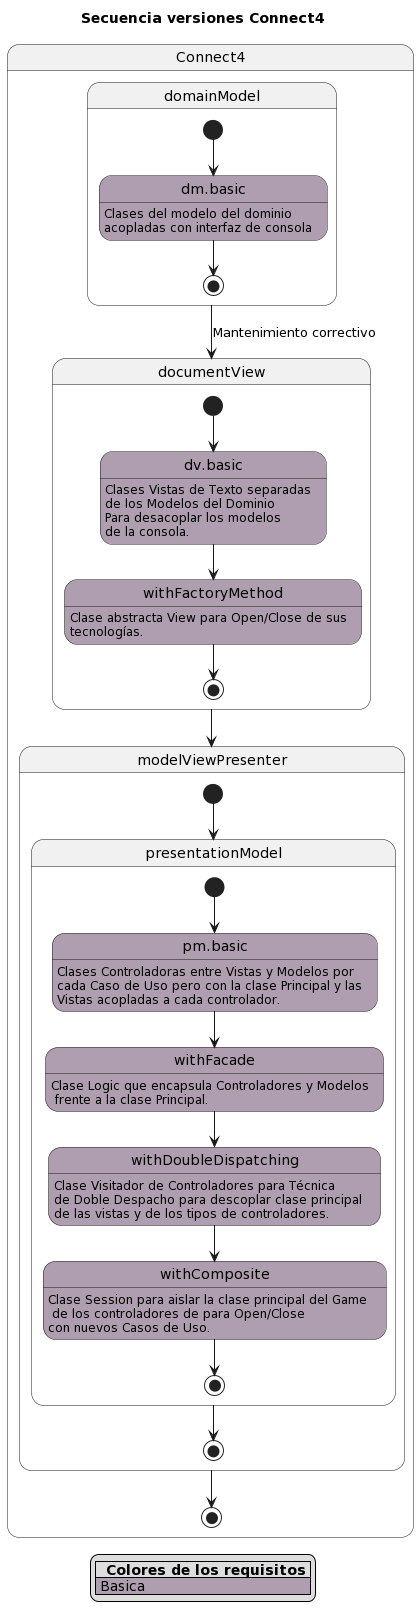 Secuencia versiones Connect4
Connect4
domainModel
dm.basic
Clases del modelo del dominio
acopladas con interfaz de consola
Mantenimiento correctivo
documentView
dv.basic
Clases Vistas de Texto separadas
de los Modelos del Dominio
Para desacoplar los modelos
de la consola.
withFactoryMethod
Clase abstracta View para Open/Close de sus
tecnologías.
modelViewPresenter
presentationModel
pm.basic
Clases Controladoras entre Vistas y Modelos por
cada Caso de Uso pero con la clase Principal y las
Vistas acopladas a cada controlador.
withFacade
Clase Logic que encapsula Controladores y Modelos
frente a la clase Principal.
withDoubleDispatching
Clase Visitador de Controladores para Técnica
de Doble Despacho para descoplar clase principal
de las vistas y de los tipos de controladores.
withComposite
Clase Session para aislar la clase principal del Game
de los controladores de para Open/Close
con nuevos Casos de Uso.
Colores de los requisitos
Basica